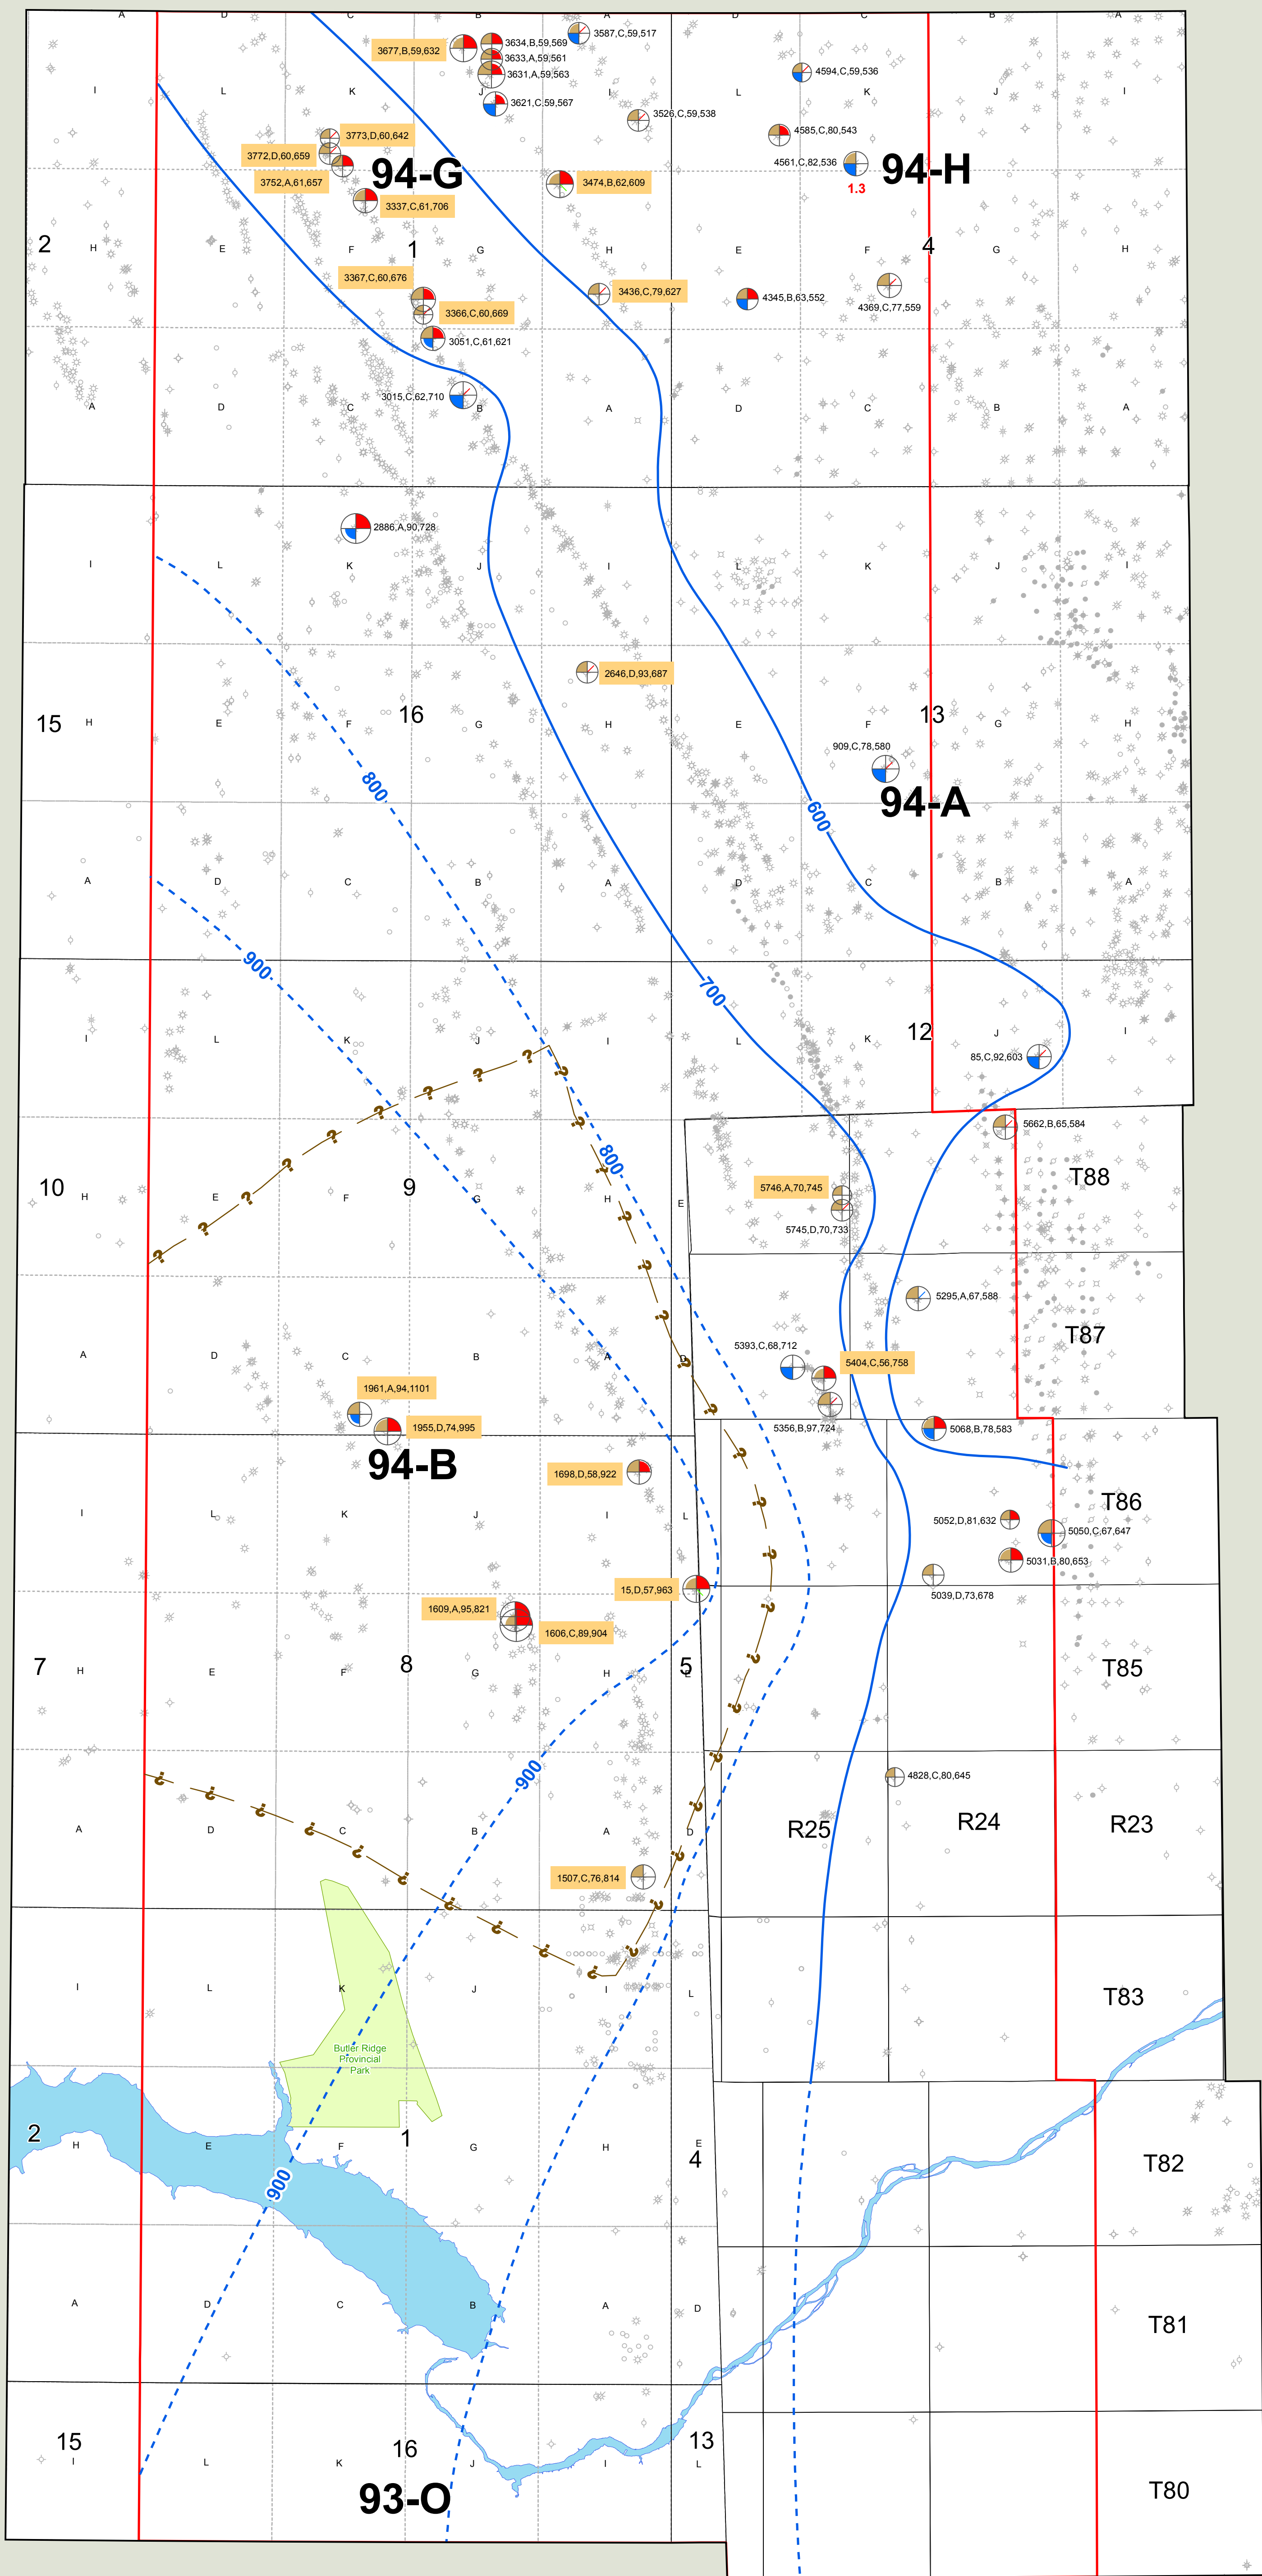 A D C B A D C B A
3677,B,59,632
3634,B,59,569
3633,A,59,561
3631,A,59,563
3621,C,59,567
3587,C,59,517
4594,C,59,536
I L K J I L K J I
3526,C,59,538
3773,D,60,642
3772,D,60,659
3752,A,61,657
94-G
3337,C,61,706
3474,B,62,609
4585,C,80,543
4561,C,82,536
1.3
94-H
2
H E F 1 G H E F 4 G H
3367,C,60,676
3366,C,60,669
3051,C,61,621
3436,C,79,627
4345,B,63,552
4369,C,77,559
3015,C,62,710
A D C B A D C B A
2886,A,90,728
I L K J I L K J I
2646,D,93,687
15
H E F 16 G H E F 13 G H
909,C,78,580
94-A
800
600
A D C B A D C B A
900
700
I L K J I L K 12 J I
85,C,92,603
? ? ? ? ? ? ? ? ?
5662,B,65,584
800
T88
10
H E F 9 G H E
5746,A,70,745
5745,D,70,733
5295,A,67,588
T87
A D C B A D
5393,C,68,712
5404,C,56,758
5356,B,97,724
5068,B,78,583
1961,A,94,1101
1955,D,74,995
94-B
1698,D,58,922
T86
I L K J I L
5052,D,81,632
5050,C,67,647
5031,B,80,653
5039,D,73,678
15,D,57,963
1609,A,95,821
1606,C,89,904
7
H E F 8 G H 5 E
T85
900
4828,C,80,645
R25
R24
R23
A D C B A D
1507,C,76,814
I L K J I L
T83
Butler Ridge
Provincial
Park
2
H E F 1 G H E
4
T82
900
A D C B A D
T81
15
16
13
I L K J I L
93-O
T80